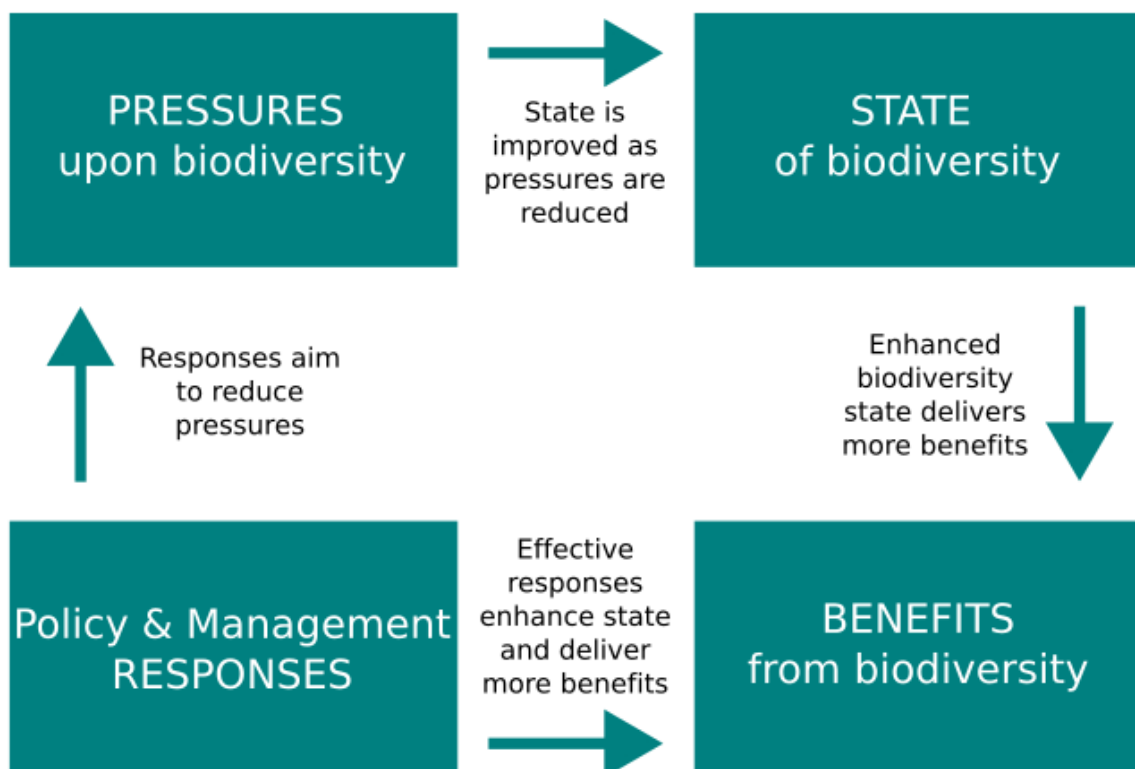 PRESSURES
upon biodiversity
State is
improved as
pressures are
reduced
STATE
of biodiversity
Responses aim
to reduce
pressures
Enhanced
biodiversity
state delivers
more benefits
Policy & Management
RESPONSES
Effective
responses
enhance state
and deliver
more benefits
BENEFITS
from biodiversity